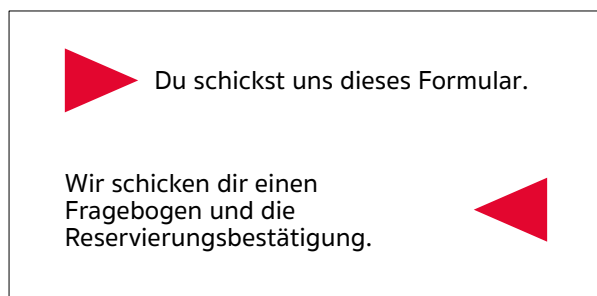 Du schickst uns dieses Formular.
Wir schicken dir einen
Fragebogen und die
Reservierungsbestätigung.